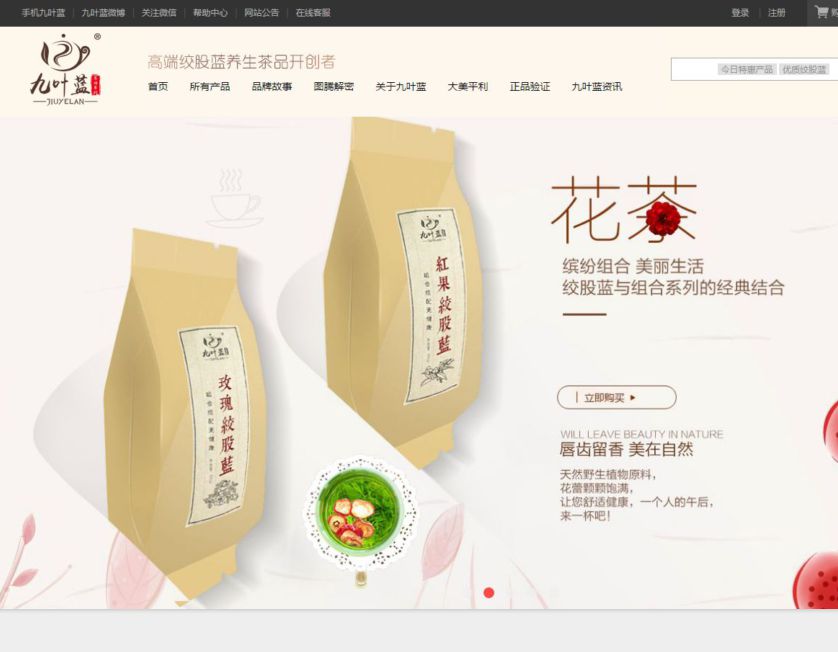 手机九叶蓝 九叶蓝微博 关注微信 帮助中心 网站公告 在线客服
登录 注册 购
九叶蓝
JIUYELAN
高端绞股蓝养生茶品开创者
首页 所有产品 品牌故事 图腾解密 关于九叶蓝 大美平利 正品验证 九叶蓝资讯
今日特惠产品 优质绞股蓝
花茶
缤纷组合 美丽生活
绞股蓝与组合系列的经典结合
立即购买
WILL LEAVE BEAUTY IN NATURE
唇齿留香 美在自然
天然野生植物原料，
花蕾颗颗饱满，
让您舒适健康，一个人的午后，
来一杯吧！
九叶蓝
紅果絞股藍
九叶蓝
玫瑰絞股藍